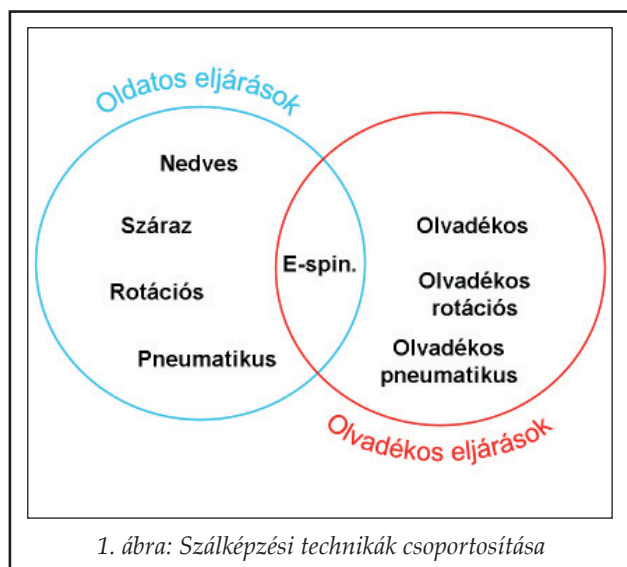 Oldatos eljárások
Nedves
Száraz
Rotációs
Pneumatikus
E-spin.
Olvadékos
Olvadékos
rotációs
Olvadékos
pneumatikus
Olvadékos eljárások
1. ábra: Szálképzési technikák csoportosítása